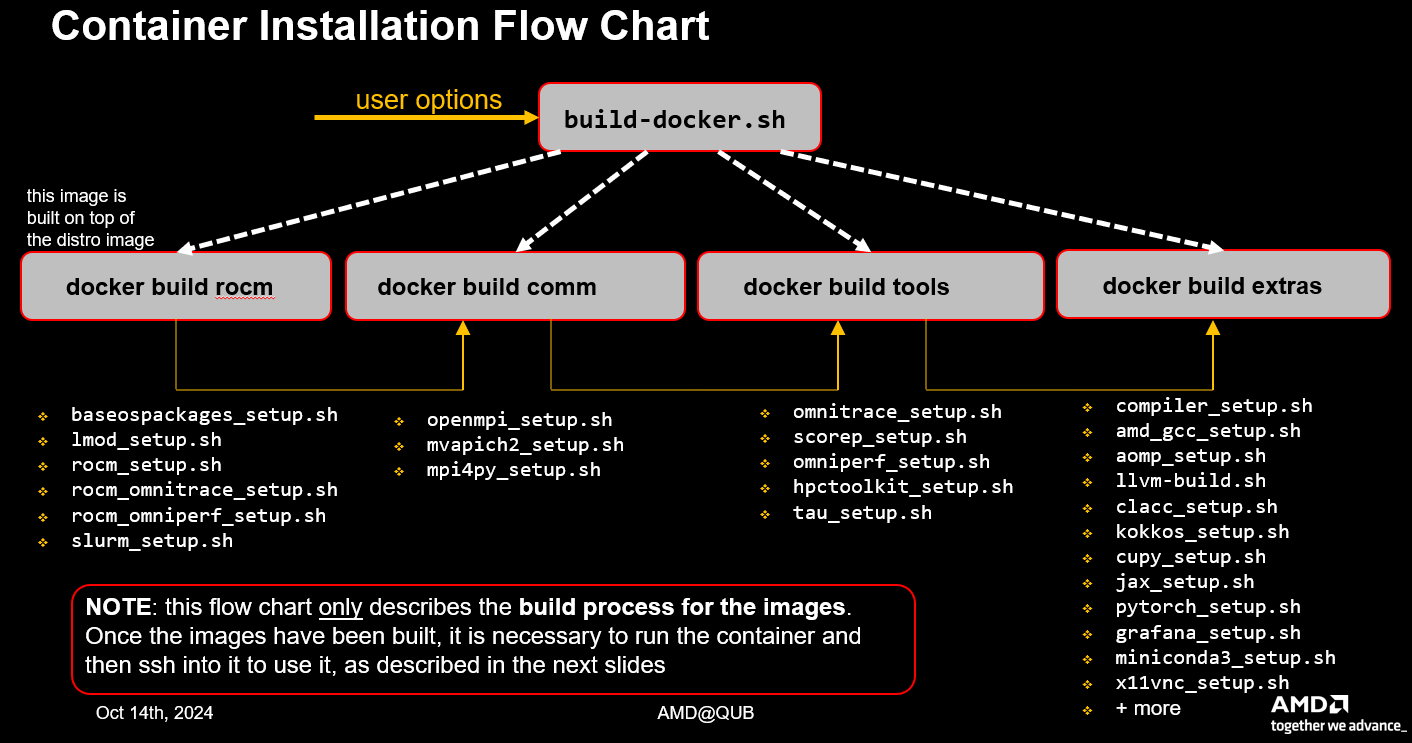 Container Installation Flow Chart
user options
build-docker.sh
this image is
built on top of
the distro image
docker build rocm
docker build comm
docker build tools
docker build extras
baseospackages_setup.sh
lmod_setup.sh
rocm_setup.sh
rocm_omnitrace_setup.sh
rocm_omniperf_setup.sh
slurm_setup.sh
openmpi_setup.sh
mvapich2_setup.sh
mpi4py_setup.sh
omnitrace_setup.sh
scorep_setup.sh
omniperf_setup.sh
hpctoolkit_setup.sh
tau_setup.sh
compiler_setup.sh
amd_gcc_setup.sh
aomp_setup.sh
llvm-build.sh
clacc_setup.sh
kokkos_setup.sh
cupy_setup.sh
jax_setup.sh
pytorch_setup.sh
grafana_setup.sh
miniconda3_setup.sh
x11vnc_setup.sh
+ more
NOTE: this flow chart only describes the build process for the images.
Once the images have been built, it is necessary to run the container and
then ssh into it to use it, as described in the next slides
Oct 14th, 2024
AMD@QUB
AMD
together we advance_